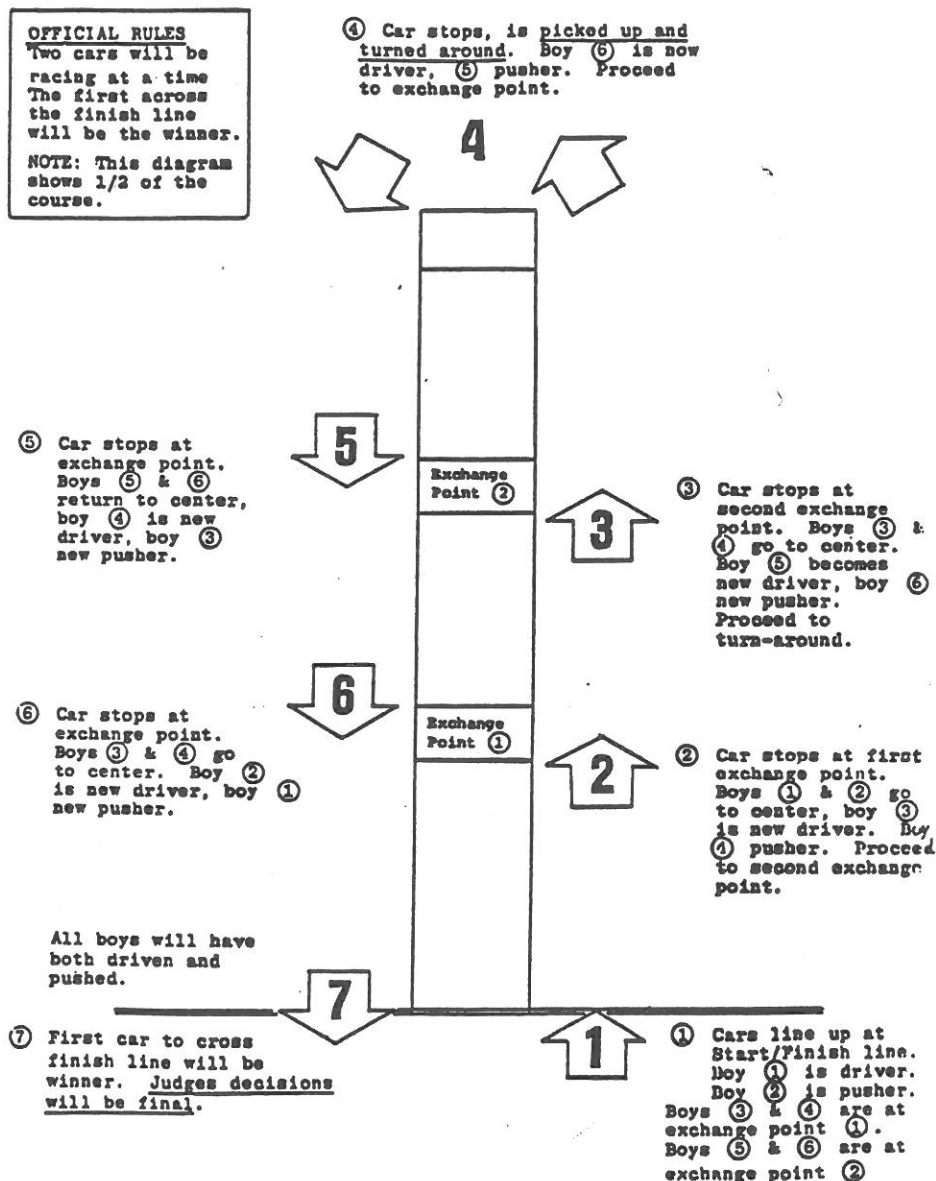 OFFICIAL RULES
Two cars will be
racing at a time
The first across
the finish line
will be the winner.
NOTE: This diagram
shows 1/2 of the
course.
④ Car stops, is picked up and
turned around. Boy ⑥ is now
driver, ⑤ pusher. Proceed
to exchange point.
4
⑤ Car stops at
exchange point.
Boys ⑤ & ⑥
return to center,
boy ④ is new
driver, boy ③
new pusher.
5
Exchange
Point ②
3
③ Car stops at
second exchange
point. Boys ③ &
④ go to center.
Boy ⑤ becomes
new driver, boy ⑥
new pusher.
Proceed to
turn-around.
⑥ Car stops at
exchange point.
Boys ③ & ④ go
to center. Boy ②
is new driver, boy ①
new pusher.
6
Exchange
Point ①
2
② Car stops at first
exchange point.
Boys ① & ② go
to center, boy ③
is new driver. Boy
④ pusher. Proceed
to second exchange
point.
All boys will have
both driven and
pushed.
7
⑦ First car to cross
finish line will be
winner. Judges decisions
will be final.
1
① Cars line up at
Start/Finish line.
Boy ① is driver.
Boy ② is pusher.
Boys ③ & ④ are at
exchange point ①.
Boys ⑤ & ⑥ are at
exchange point ②